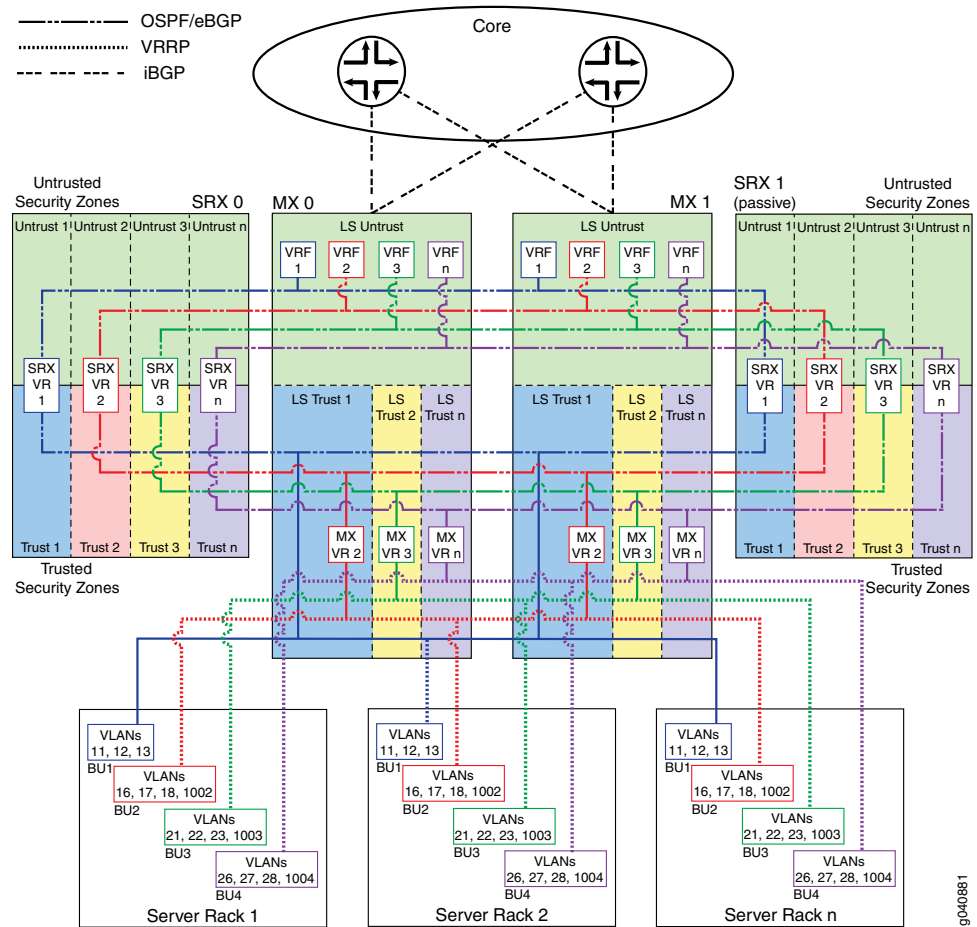 OSPF/eBGP
VRRP
iBGP
Core
Untrusted
Security Zones
SRX 0
MX 0
MX 1
SRX 1
(passive)
Untrusted
Security Zones
Untrust 1
Untrust 2
Untrust 3
Untrust n
LS Untrust
LS Untrust
Untrust 1
Untrust 2
Untrust 3
Untrust n
VRF
1
VRF
2
VRF
3
VRF
n
VRF
1
VRF
2
VRF
3
VRF
n
SRX
VR
1
SRX
VR
2
SRX
VR
3
SRX
VR
n
SRX
VR
1
SRX
VR
2
SRX
VR
3
SRX
VR
n
LS Trust 1
LS
Trust 2
LS
Trust n
LS Trust 1
LS
Trust 2
LS
Trust n
MX
VR 2
MX
VR 3
MX
VR n
MX
VR 2
MX
VR 3
MX
VR n
Trust 1
Trust 2
Trust 3
Trust n
Trust 1
Trust 2
Trust 3
Trust n
Trusted
Security Zones
Trusted
Security Zones
VLANs
11, 12, 13
BU1
VLANs
16, 17, 18, 1002
BU2
VLANs
21, 22, 23, 1003
BU3
VLANs
26, 27, 28, 1004
BU4
Server Rack 1
VLANs
11, 12, 13
BU1
VLANs
16, 17, 18, 1002
BU2
VLANs
21, 22, 23, 1003
BU3
VLANs
26, 27, 28, 1004
BU4
Server Rack 2
VLANs
11, 12, 13
BU1
VLANs
16, 17, 18, 1002
BU2
VLANs
21, 22, 23, 1003
BU3
VLANs
26, 27, 28, 1004
BU4
Server Rack n
g040881